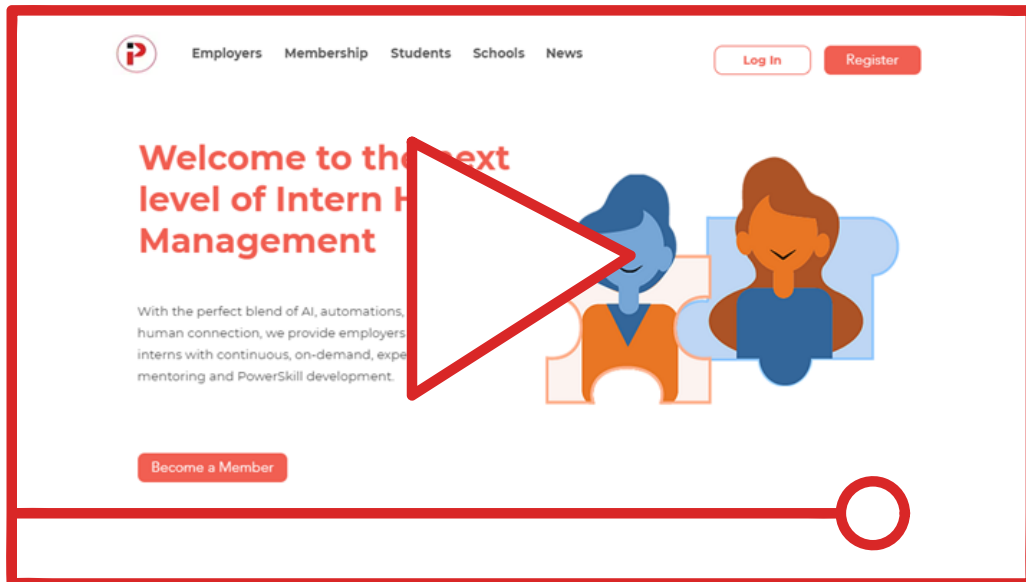 Employers Membership Students Schools News
Log In
Register
Welcome to the next
level of Intern
Management
With the perfect blend of AI, automations,
human connection, we provide employers
interns with continuous, on-demand,
mentoring and PowerSkill development.
Become a Member